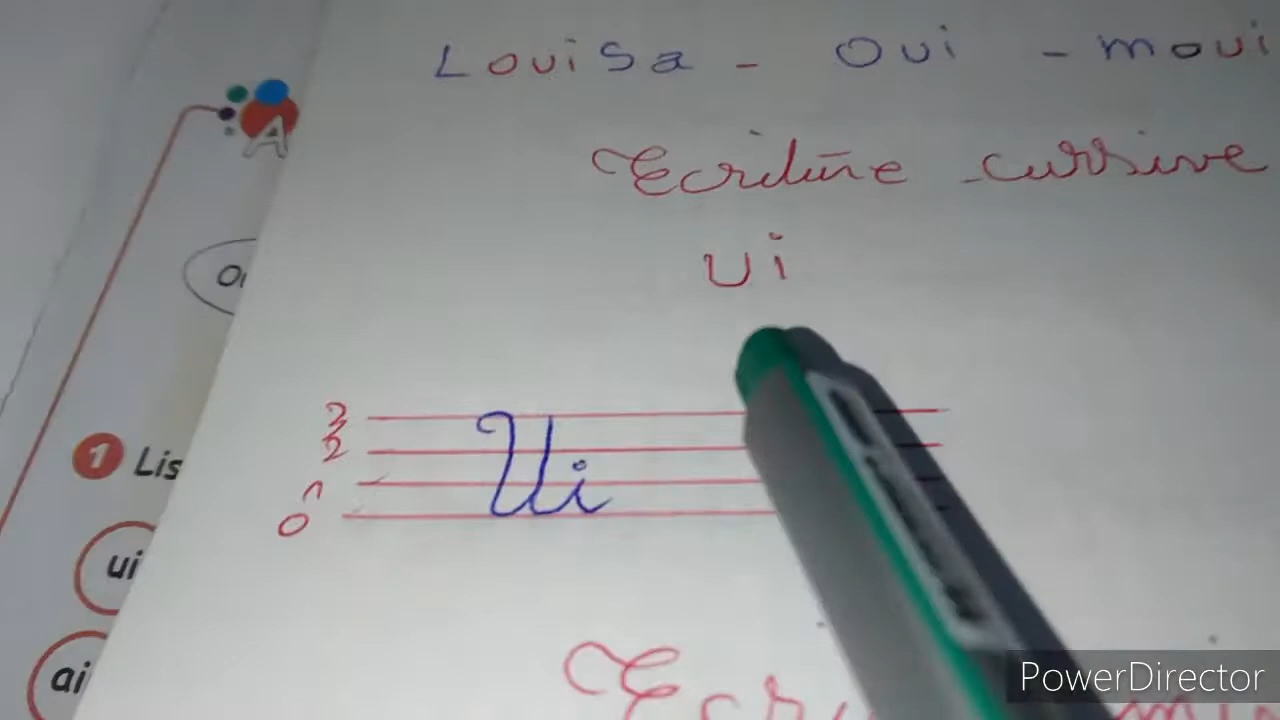 Louisa - oui - moui
A
Ecriture cursive
ui
3
2
1
0
Ui
1 Lis
ui
ai
PowerDirector